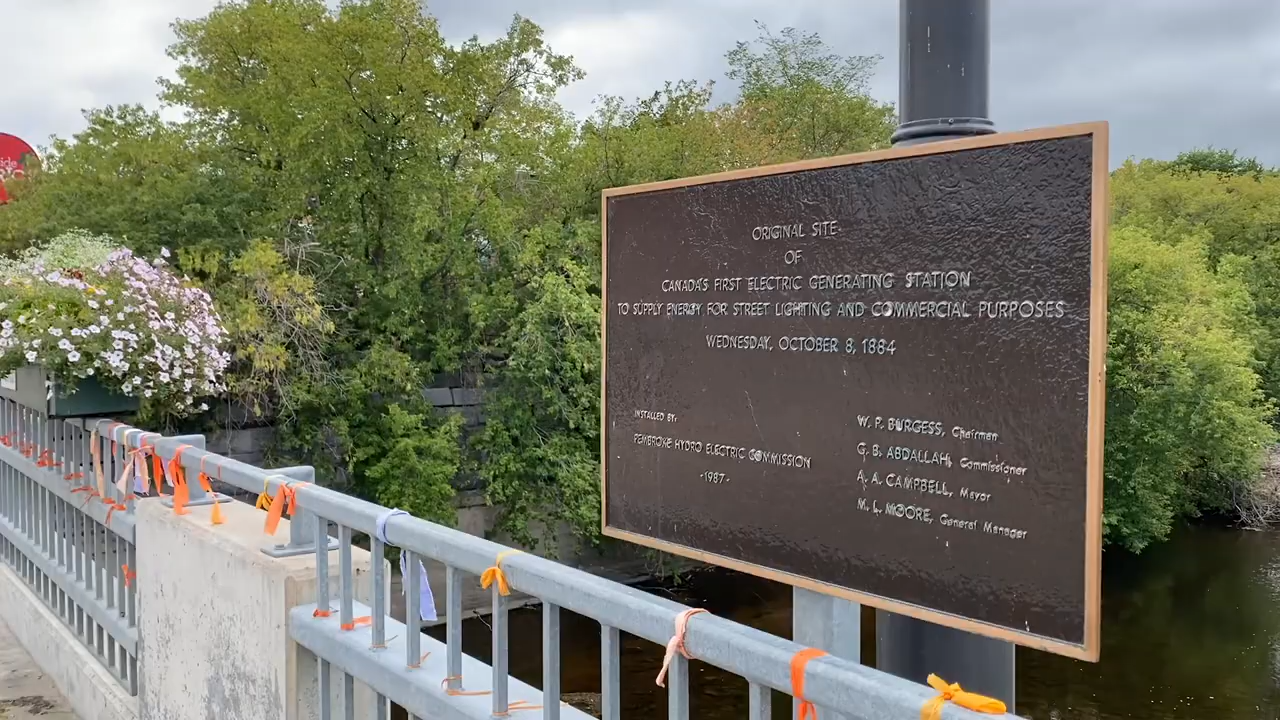 ORIGINAL SITE
OF
CANADA'S FIRST ELECTRIC GENERATING STATION
TO SUPPLY ENERGY FOR STREET LIGHTING AND COMMERCIAL PURPOSES
WEDNESDAY, OCTOBER 8, 1884
INSTALLED BY:
PEMBROKE HYDRO ELECTRIC COMMISSION
-1987-
W. P. BURGESS, Chairman
G. B. ABDALLAH, Commissioner
A. A. CAMPBELL, Mayor
M. L. MOORE, General Manager